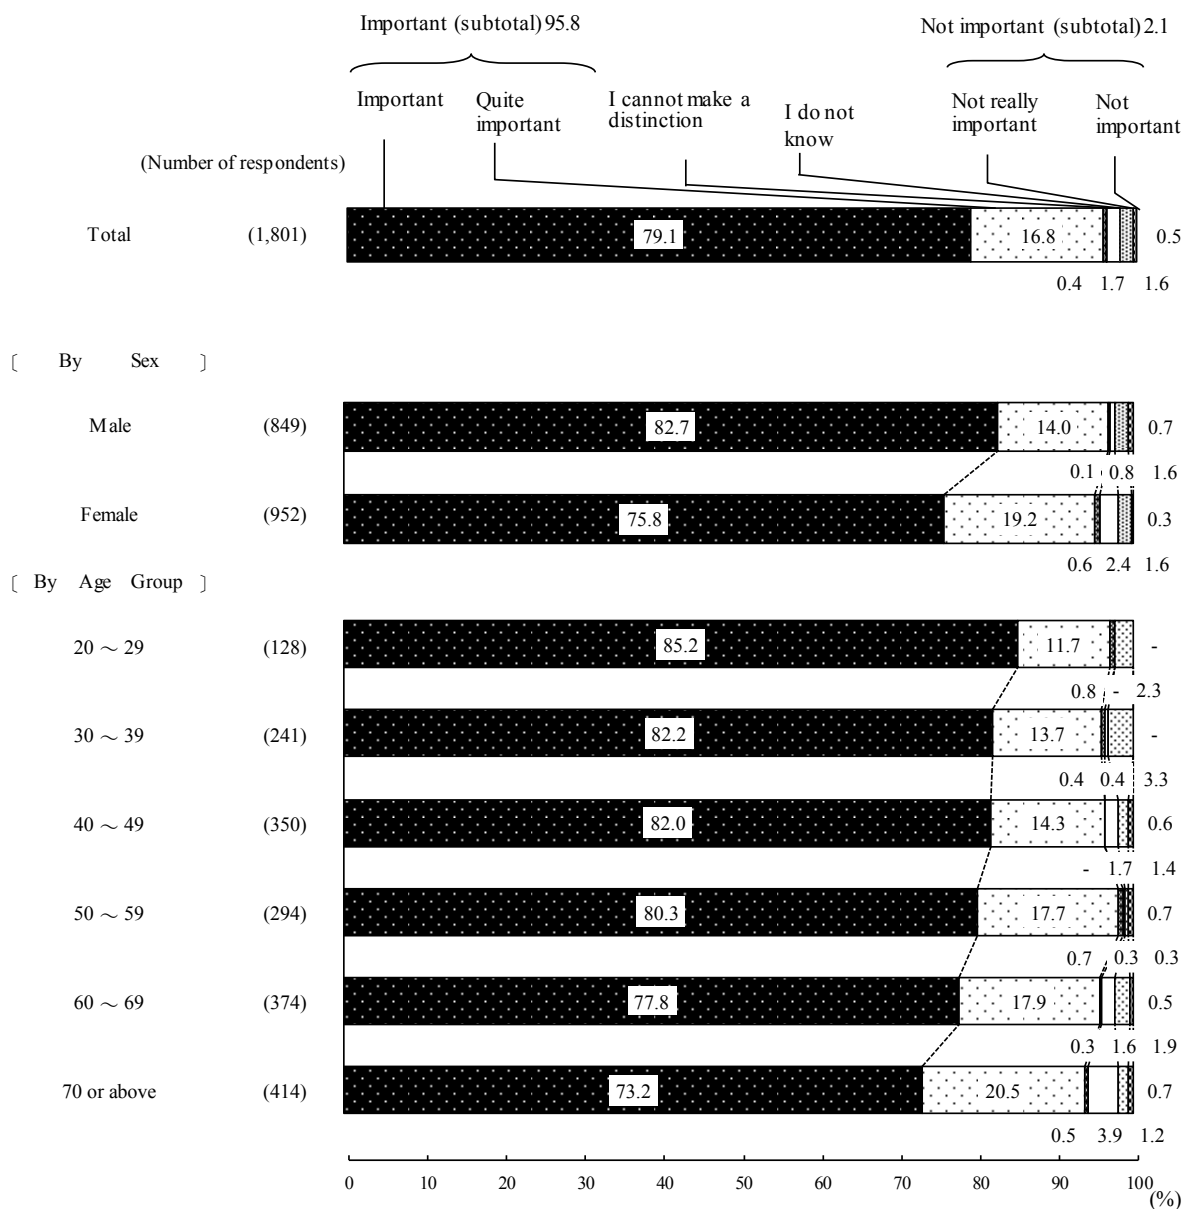 Important (subtotal) 95.8
Not important (subtotal) 2.1
Important
Quite important
I cannot make a distinction
I do not know
Not really important
Not important
(Number of respondents)
Total (1,801) 79.1 16.8 0.5
0.4 1.7 1.6
〔 By Sex 〕
Male (849) 82.7 14.0 0.7
0.1 0.8 1.6
Female (952) 75.8 19.2 0.3
0.6 2.4 1.6
〔 By Age Group 〕
20 ～ 29 (128) 85.2 11.7 -
0.8 - 2.3
30 ～ 39 (241) 82.2 13.7 -
0.4 0.4 3.3
40 ～ 49 (350) 82.0 14.3 0.6
- 1.7 1.4
50 ～ 59 (294) 80.3 17.7 0.7
0.7 0.3 0.3
60 ～ 69 (374) 77.8 17.9 0.5
0.3 1.6 1.9
70 or above (414) 73.2 20.5 0.7
0.5 3.9 1.2
0 10 20 30 40 50 60 70 80 90 100
(%)